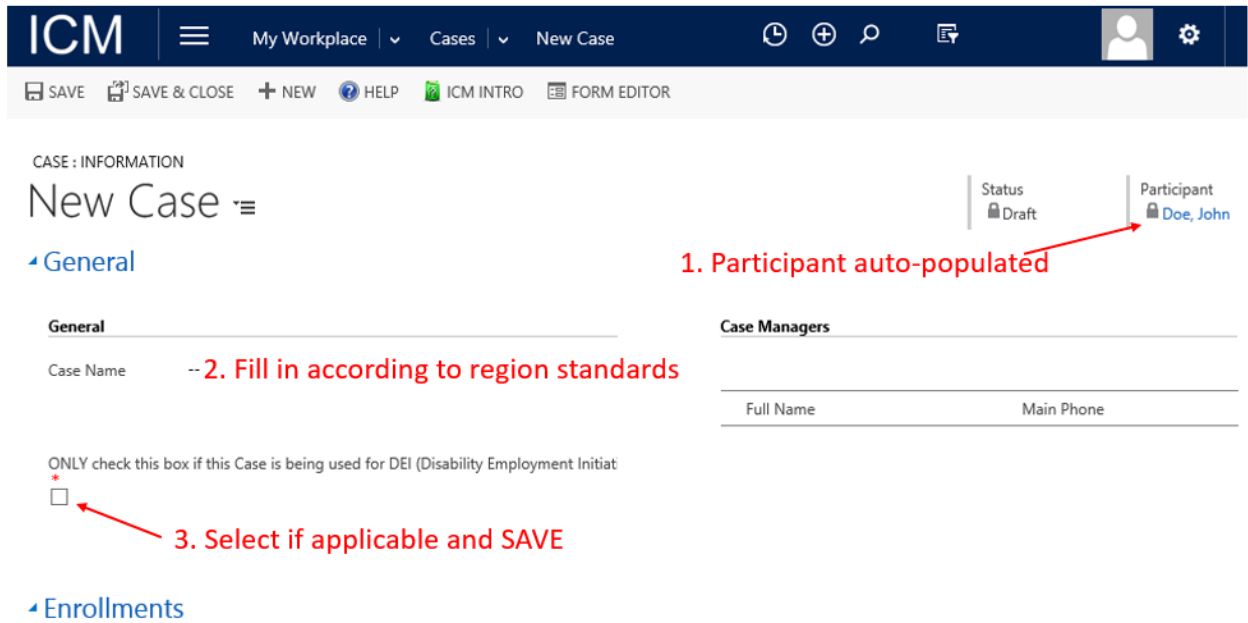 ICM My Workplace Cases New Case
SAVE SAVE & CLOSE NEW HELP ICM INTRO FORM EDITOR
CASE : INFORMATION
New Case
Status Participant
Draft Doe, John
General
1. Participant auto-populated
General Case Managers
Case Name -- 2. Fill in according to region standards
Full Name Main Phone
ONLY check this box if this Case is being used for DEI (Disability Employment Initiat
*
3. Select if applicable and SAVE
Enrollments